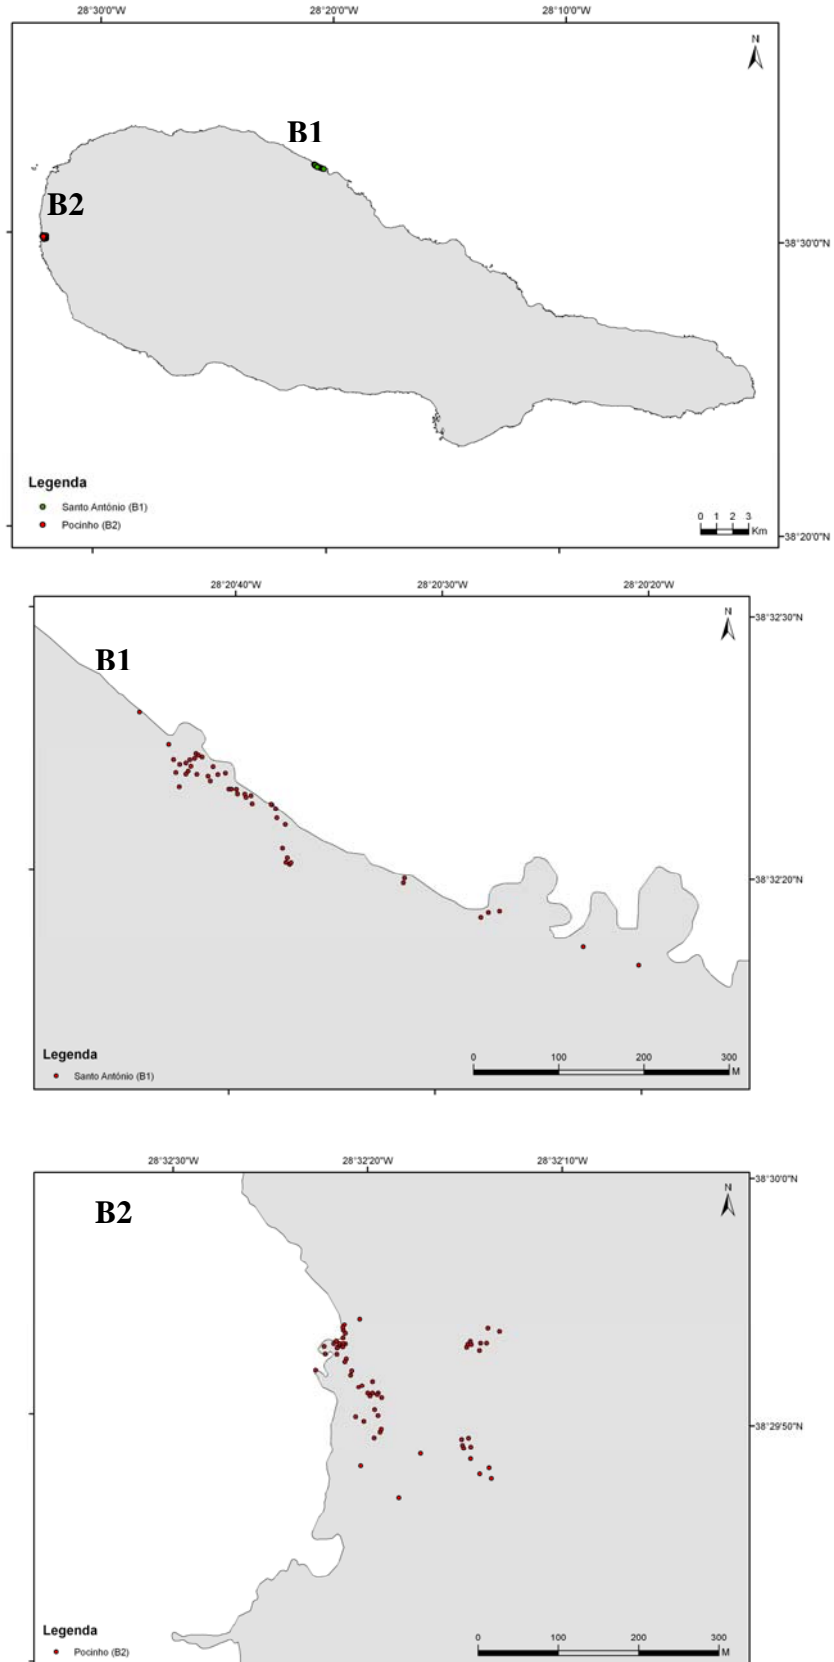 28°30'0"W 28°20'0"W 28°10'0"W
N
B1
B2
38°30'0"N
Legenda
Santo António (B1)
Pocinho (B2)
0 1 2 3
Km
38°20'0"N
28°20'40"W 28°20'30"W 28°20'20"W
38°32'30"N
N
B1
38°32'20"N
Legenda
Santo António (B1)
0 100 200 300
M
28°32'30"W 28°32'20"W 28°32'10"W
38°30'0"N
N
B2
38°29'50"N
Legenda
Pocinho (B2)
0 100 200 300
M